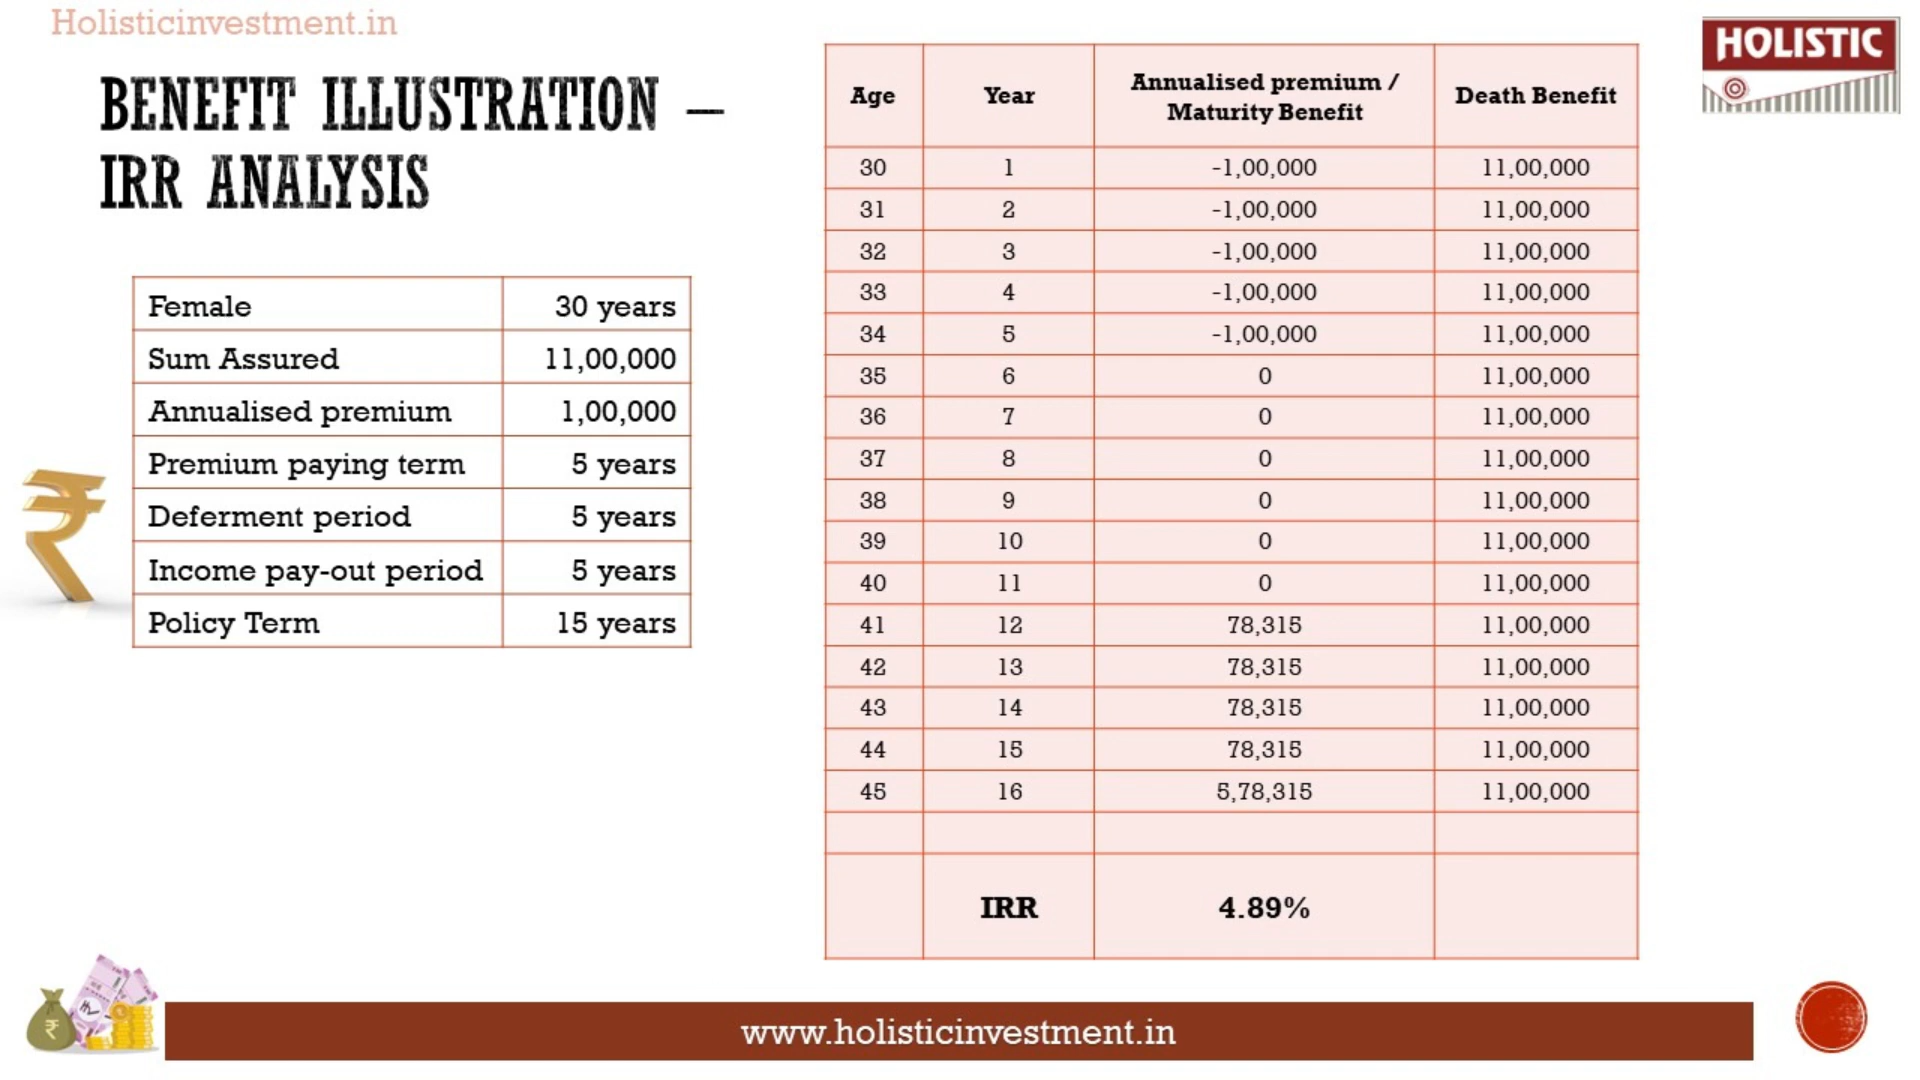 Holisticinvestment.in
HOLISTIC
BENEFIT ILLUSTRATION –
IRR ANALYSIS
Female 30 years
Sum Assured 11,00,000
Annualised premium 1,00,000
Premium paying term 5 years
Deferment period 5 years
Income pay-out period 5 years
Policy Term 15 years
Age Year Annualised premium / Maturity Benefit Death Benefit
30 1 -1,00,000 11,00,000
31 2 -1,00,000 11,00,000
32 3 -1,00,000 11,00,000
33 4 -1,00,000 11,00,000
34 5 -1,00,000 11,00,000
35 6 0 11,00,000
36 7 0 11,00,000
37 8 0 11,00,000
38 9 0 11,00,000
39 10 0 11,00,000
40 11 0 11,00,000
41 12 78,315 11,00,000
42 13 78,315 11,00,000
43 14 78,315 11,00,000
44 15 78,315 11,00,000
45 16 5,78,315 11,00,000
IRR 4.89%
www.holisticinvestment.in